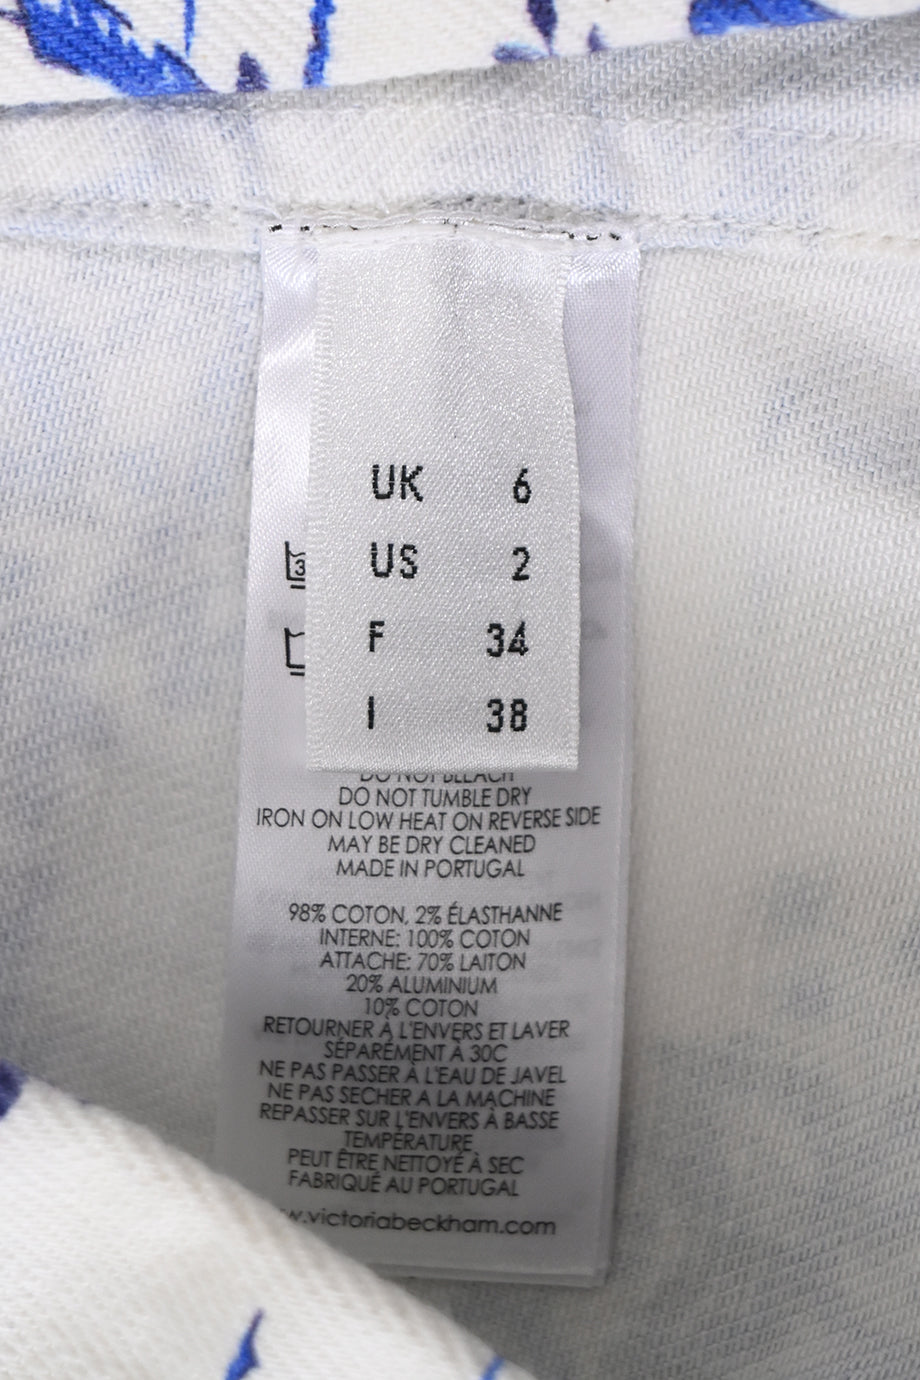 UK 6
US 2
F 34
I 38
3
DO NOT BLEACH
DO NOT TUMBLE DRY
IRON ON LOW HEAT ON REVERSE SIDE
MAY BE DRY CLEANED
MADE IN PORTUGAL
98% COTON, 2% ÉLASTHANNE
INTERNE: 100% COTON
ATTACHE: 70% LAITON
20% ALUMINIUM
10% COTON
RETOURNER À L'ENVERS ET LAVER
SÉPARÉMENT À 30C
NE PAS PASSER À L'EAU DE JAVEL
NE PAS SECHER A LA MACHINE
REPASSER SUR L'ENVERS À BASSE
TEMPÉRATURE
PEUT ÊTRE NETTOYÉ À SEC
FABRIQUÉ AU PORTUGAL
w.victoriabeckham.com